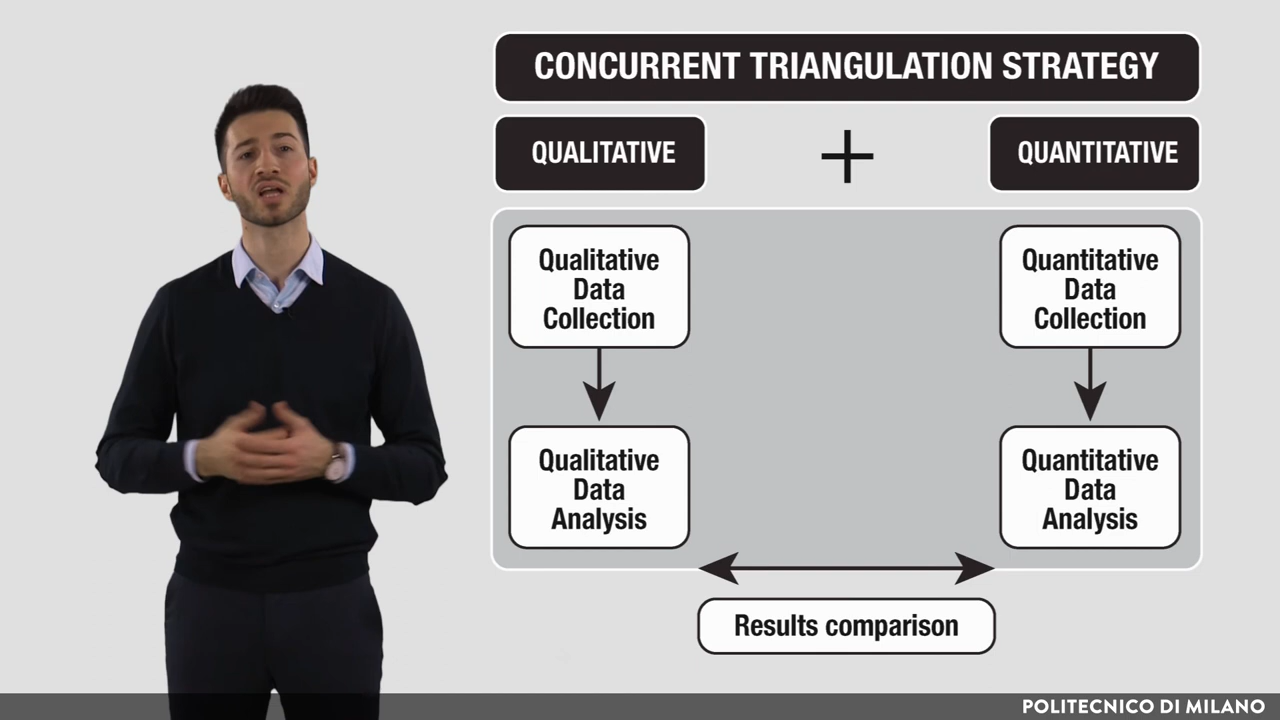 CONCURRENT TRIANGULATION STRATEGY
QUALITATIVE + QUANTITATIVE
Qualitative
Data
Collection
Quantitative
Data
Collection
Qualitative
Data
Analysis
Quantitative
Data
Analysis
Results comparison
POLITECNICO DI MILANO